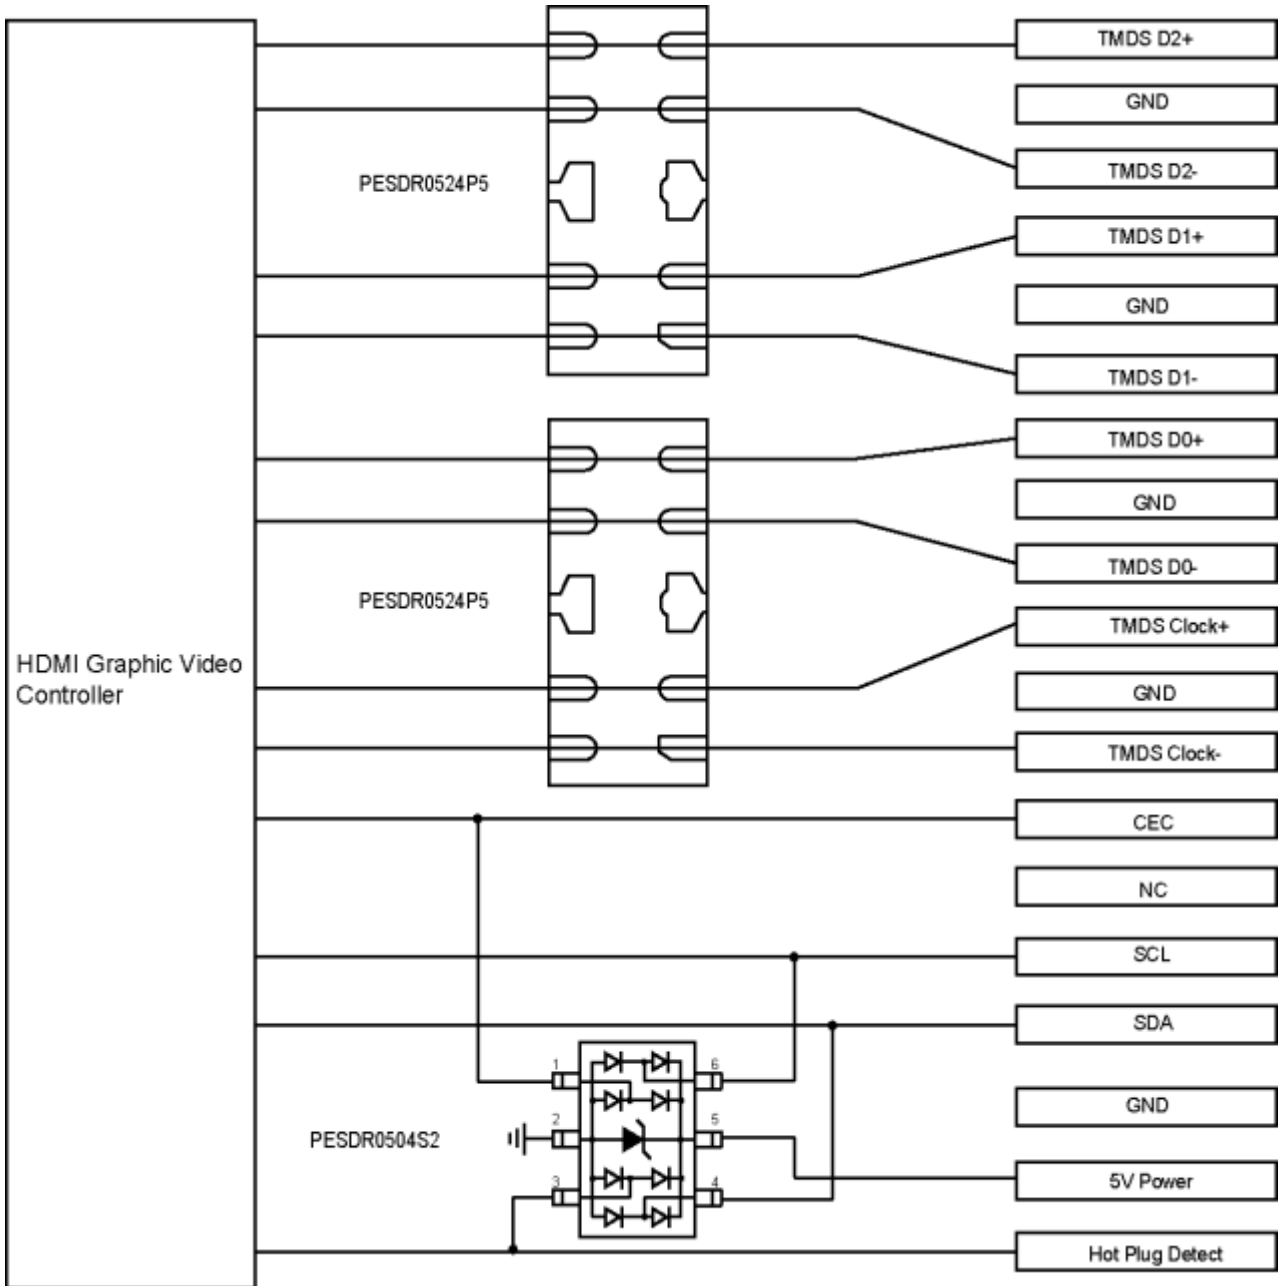 TMDS D2+
GND
PESDR0524P5
TMDS D2-
TMDS D1+
GND
TMDS D1-
TMDS D0+
GND
TMDS D0-
PESDR0524P5
TMDS Clock+
HDMI Graphic Video
Controller
GND
TMDS Clock-
CEC
NC
SCL
SDA
1
6
GND
2
5
PESDR0504S2
3
4
5V Power
Hot Plug Detect